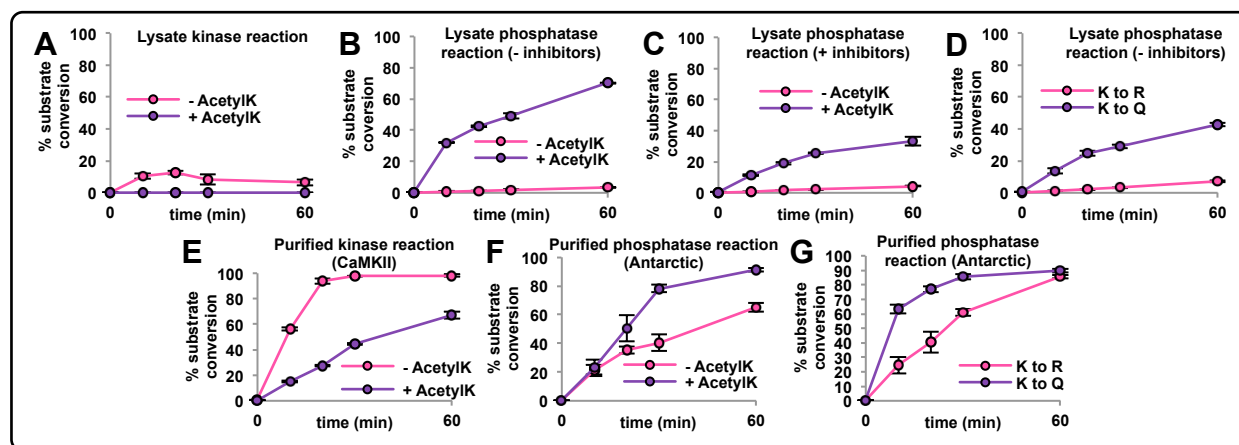 A
Lysate kinase reaction
% substrate
conversion
100
80
60
40
20
0
- AcetylK
+ AcetylK
0
time (min)
60
B
Lysate phosphatase
reaction (- inhibitors)
% substrate
coversion
100
80
60
40
20
0
- AcetylK
+ AcetylK
0
time (min)
60
C
Lysate phosphatase
reaction (+ inhibitors)
% substrate
conversion
100
80
60
40
20
0
- AcetylK
+ AcetylK
0
time (min)
60
D
Lysate phosphatase
reaction (- inhibitors)
% substrate
conversion
100
80
60
40
20
0
K to R
K to Q
0
time (min)
60
E
Purified kinase reaction
(CaMKII)
% substrate
conversion
100
80
60
40
20
0
- AcetylK
+ AcetylK
0
time (min)
60
F
Purified phosphatase reaction
(Antarctic)
% substrate
conversion
100
80
60
40
20
0
- AcetylK
+ AcetylK
0
time (min)
60
G
Purified phosphatase
reaction (Antarctic)
% substrate
conversion
100
90
80
70
60
50
40
30
20
10
0
K to R
K to Q
0
time (min)
60